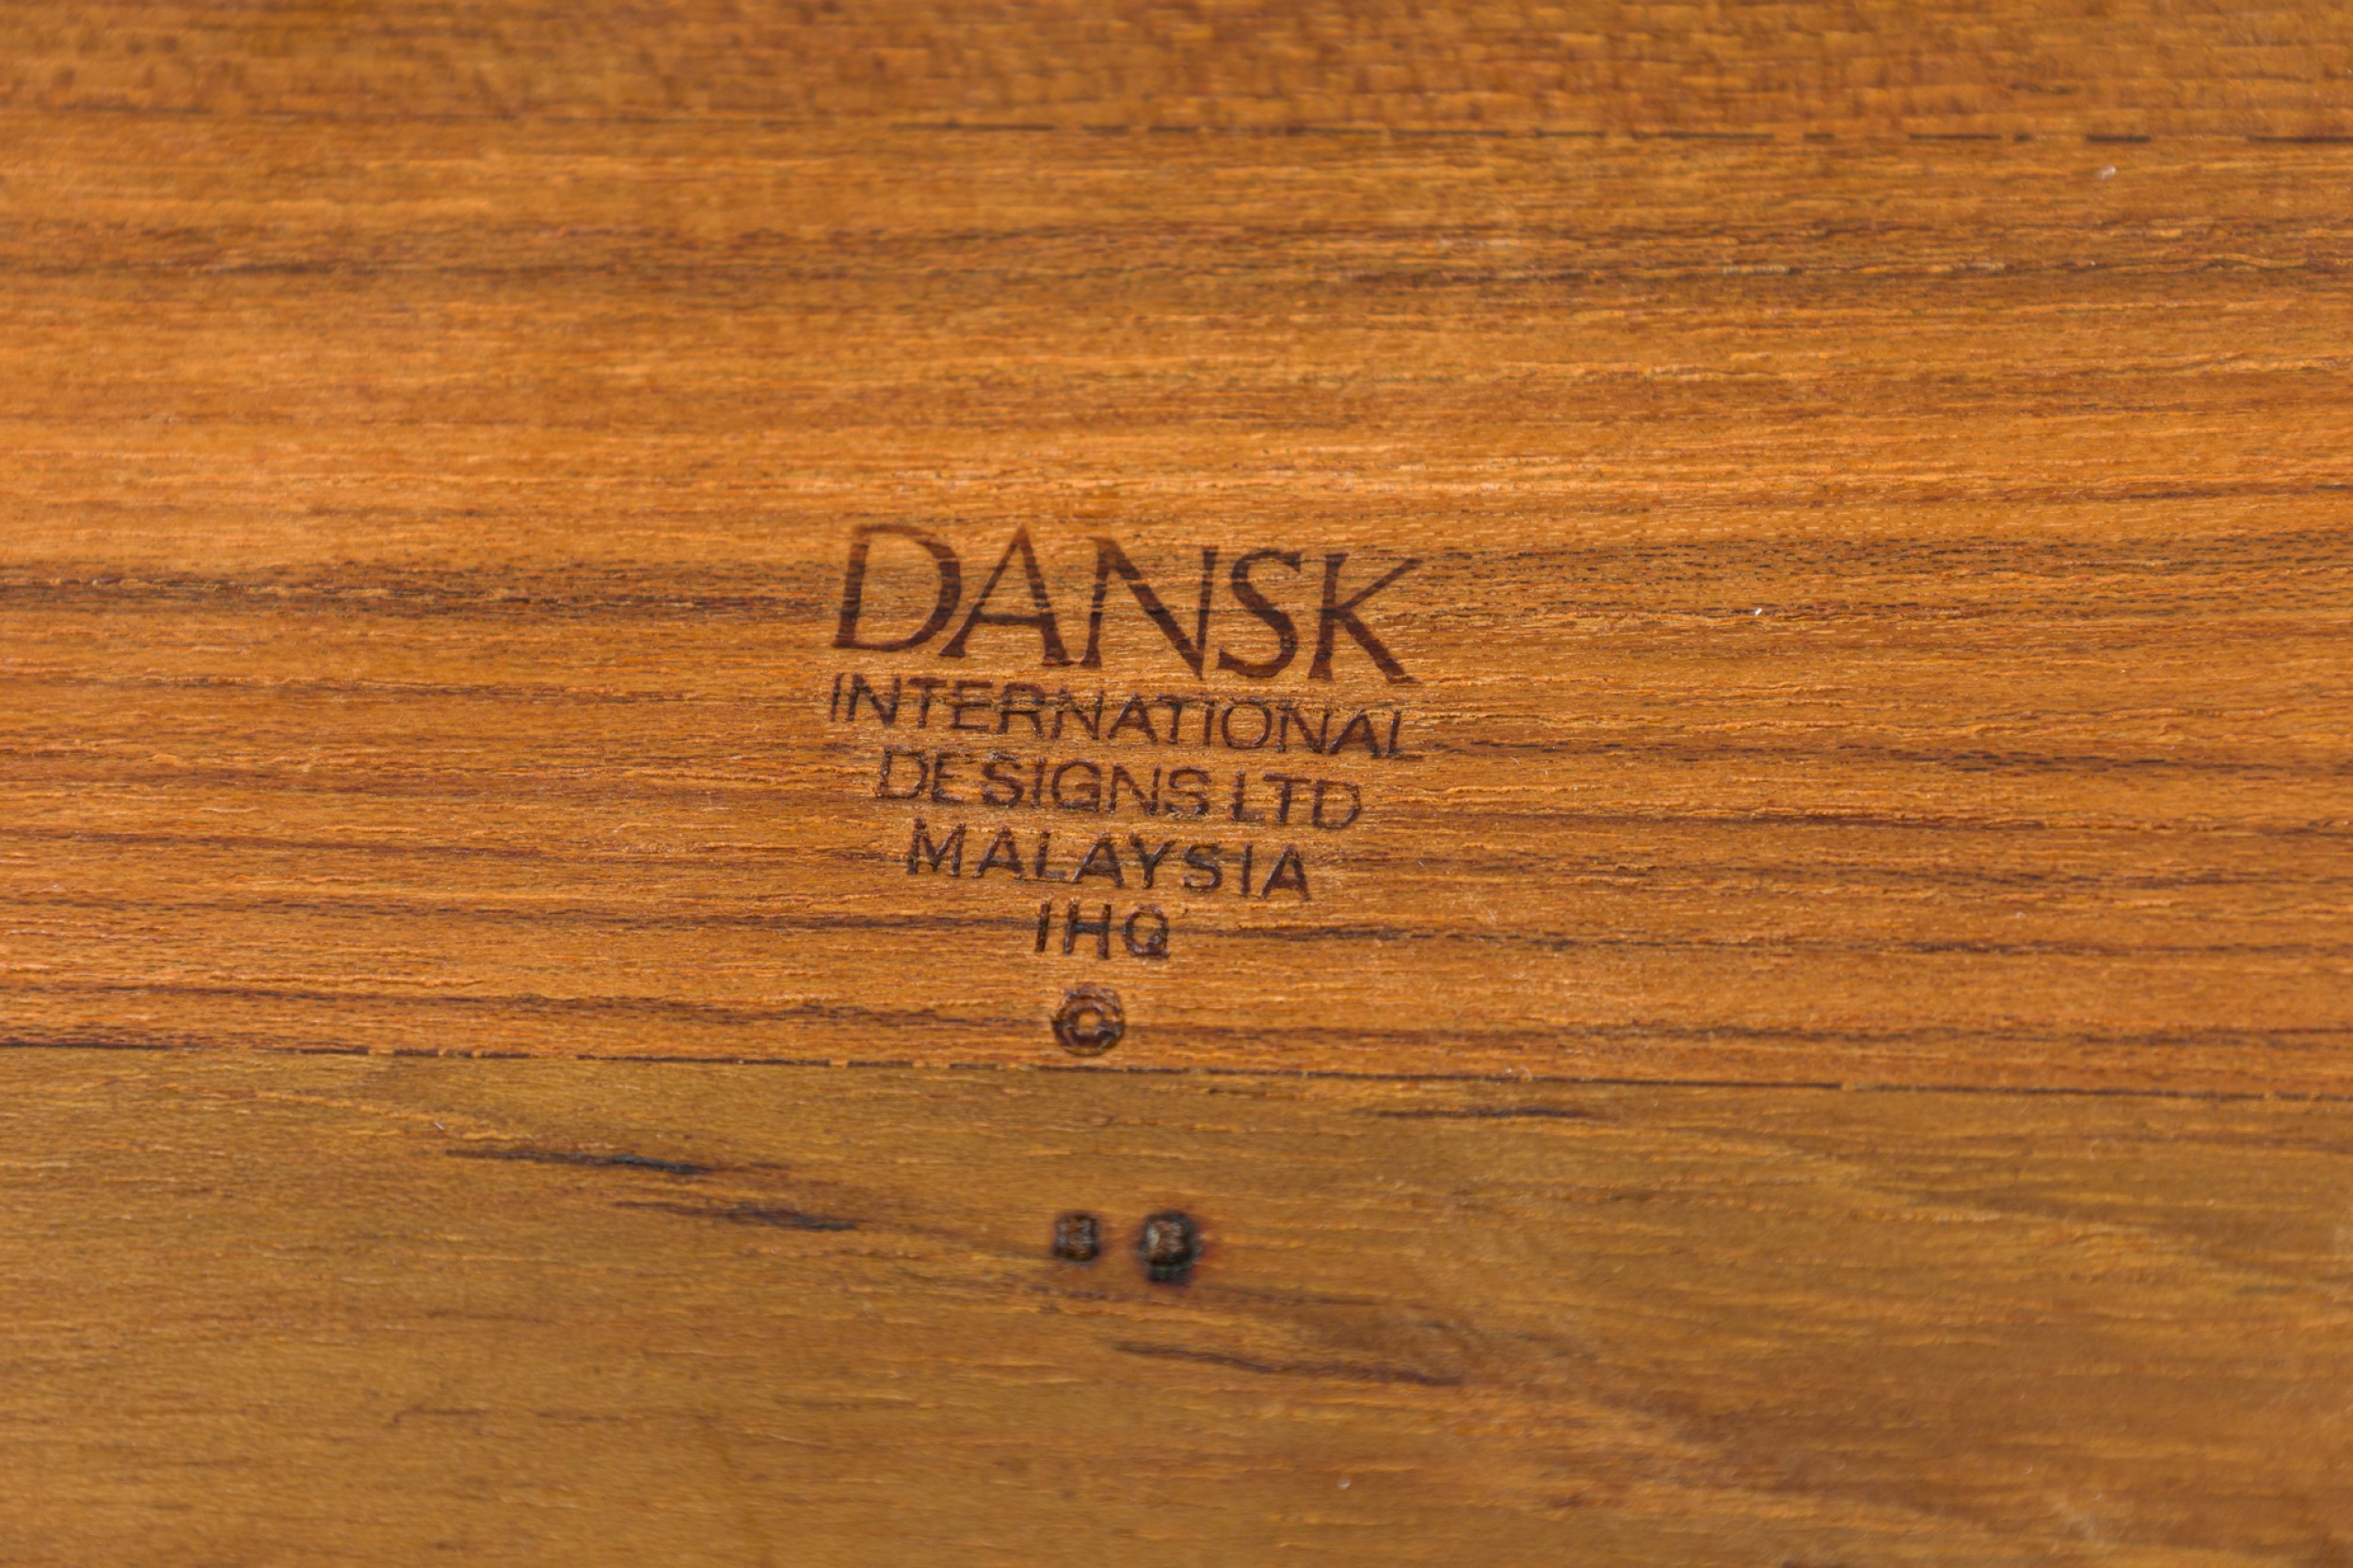 DANSK
INTERNATIONAL
DESIGNS LTD
MALAYSIA
IHQ
©